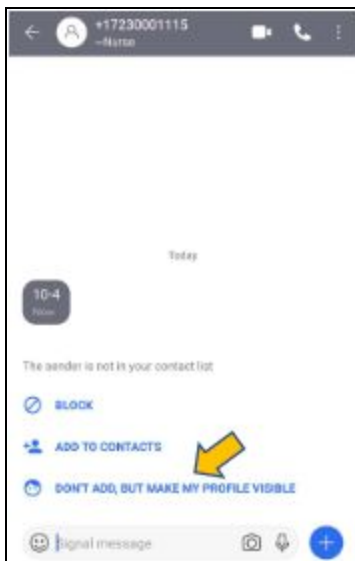 +17230001115
~Nurse
Today
10-4
Now
The sender is not in your contact list
BLOCK
ADD TO CONTACTS
DON'T ADD, BUT MAKE MY PROFILE VISIBLE
Signal message